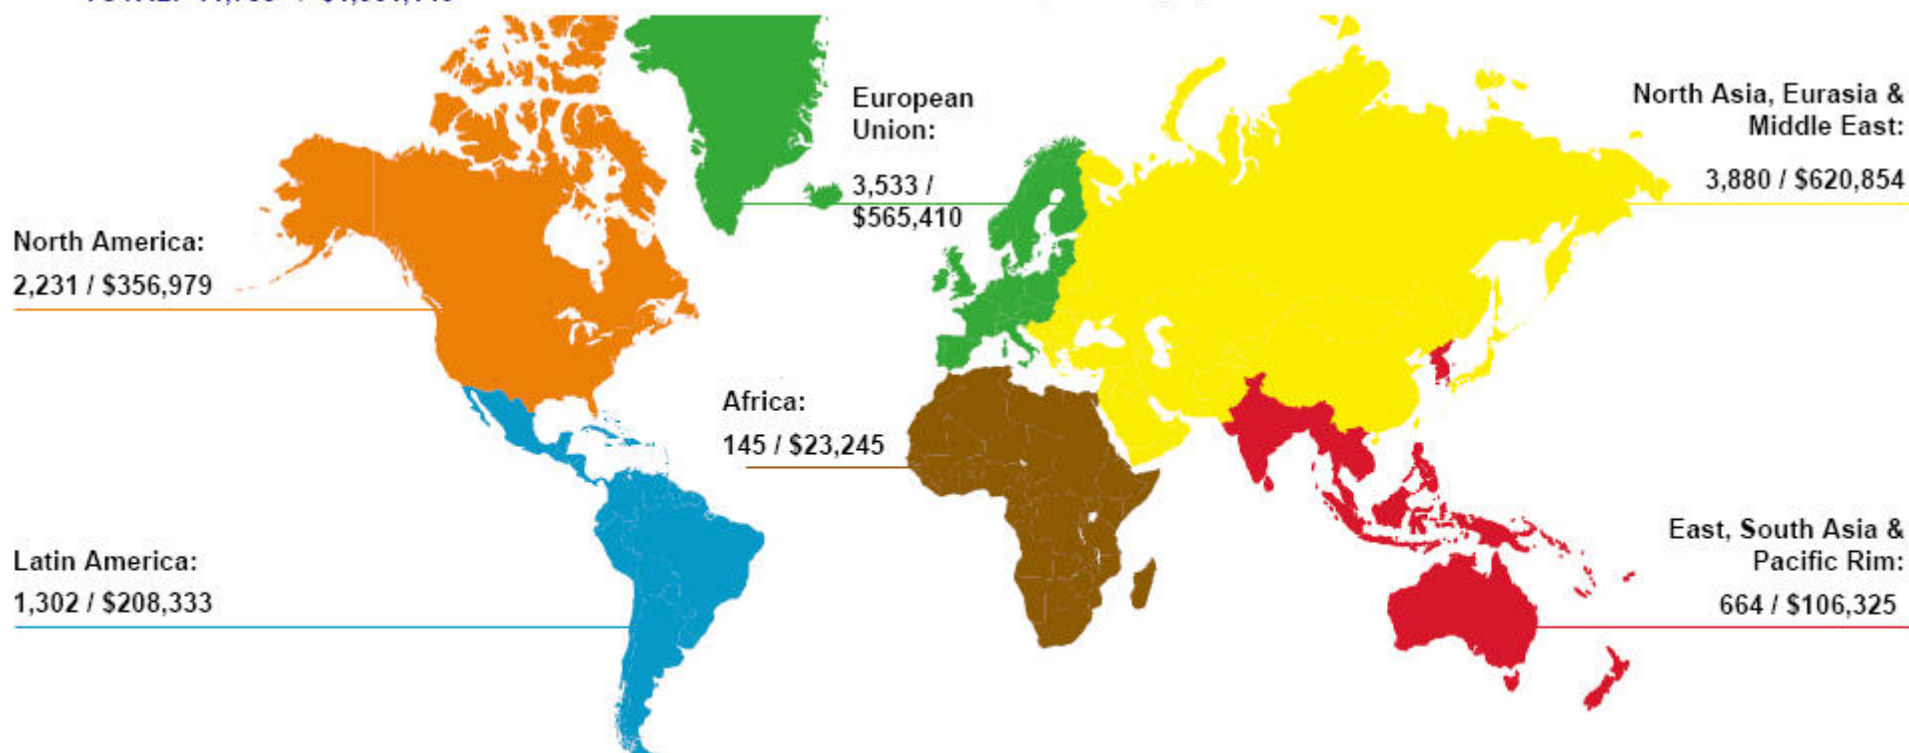 European
Union:
3,533 /
$565,410
North Asia, Eurasia &
Middle East:
3,880 / $620,854
North America:
2,231 / $356,979
Africa:
145 / $23,245
Latin America:
1,302 / $208,333
East, South Asia &
Pacific Rim:
664 / $106,325